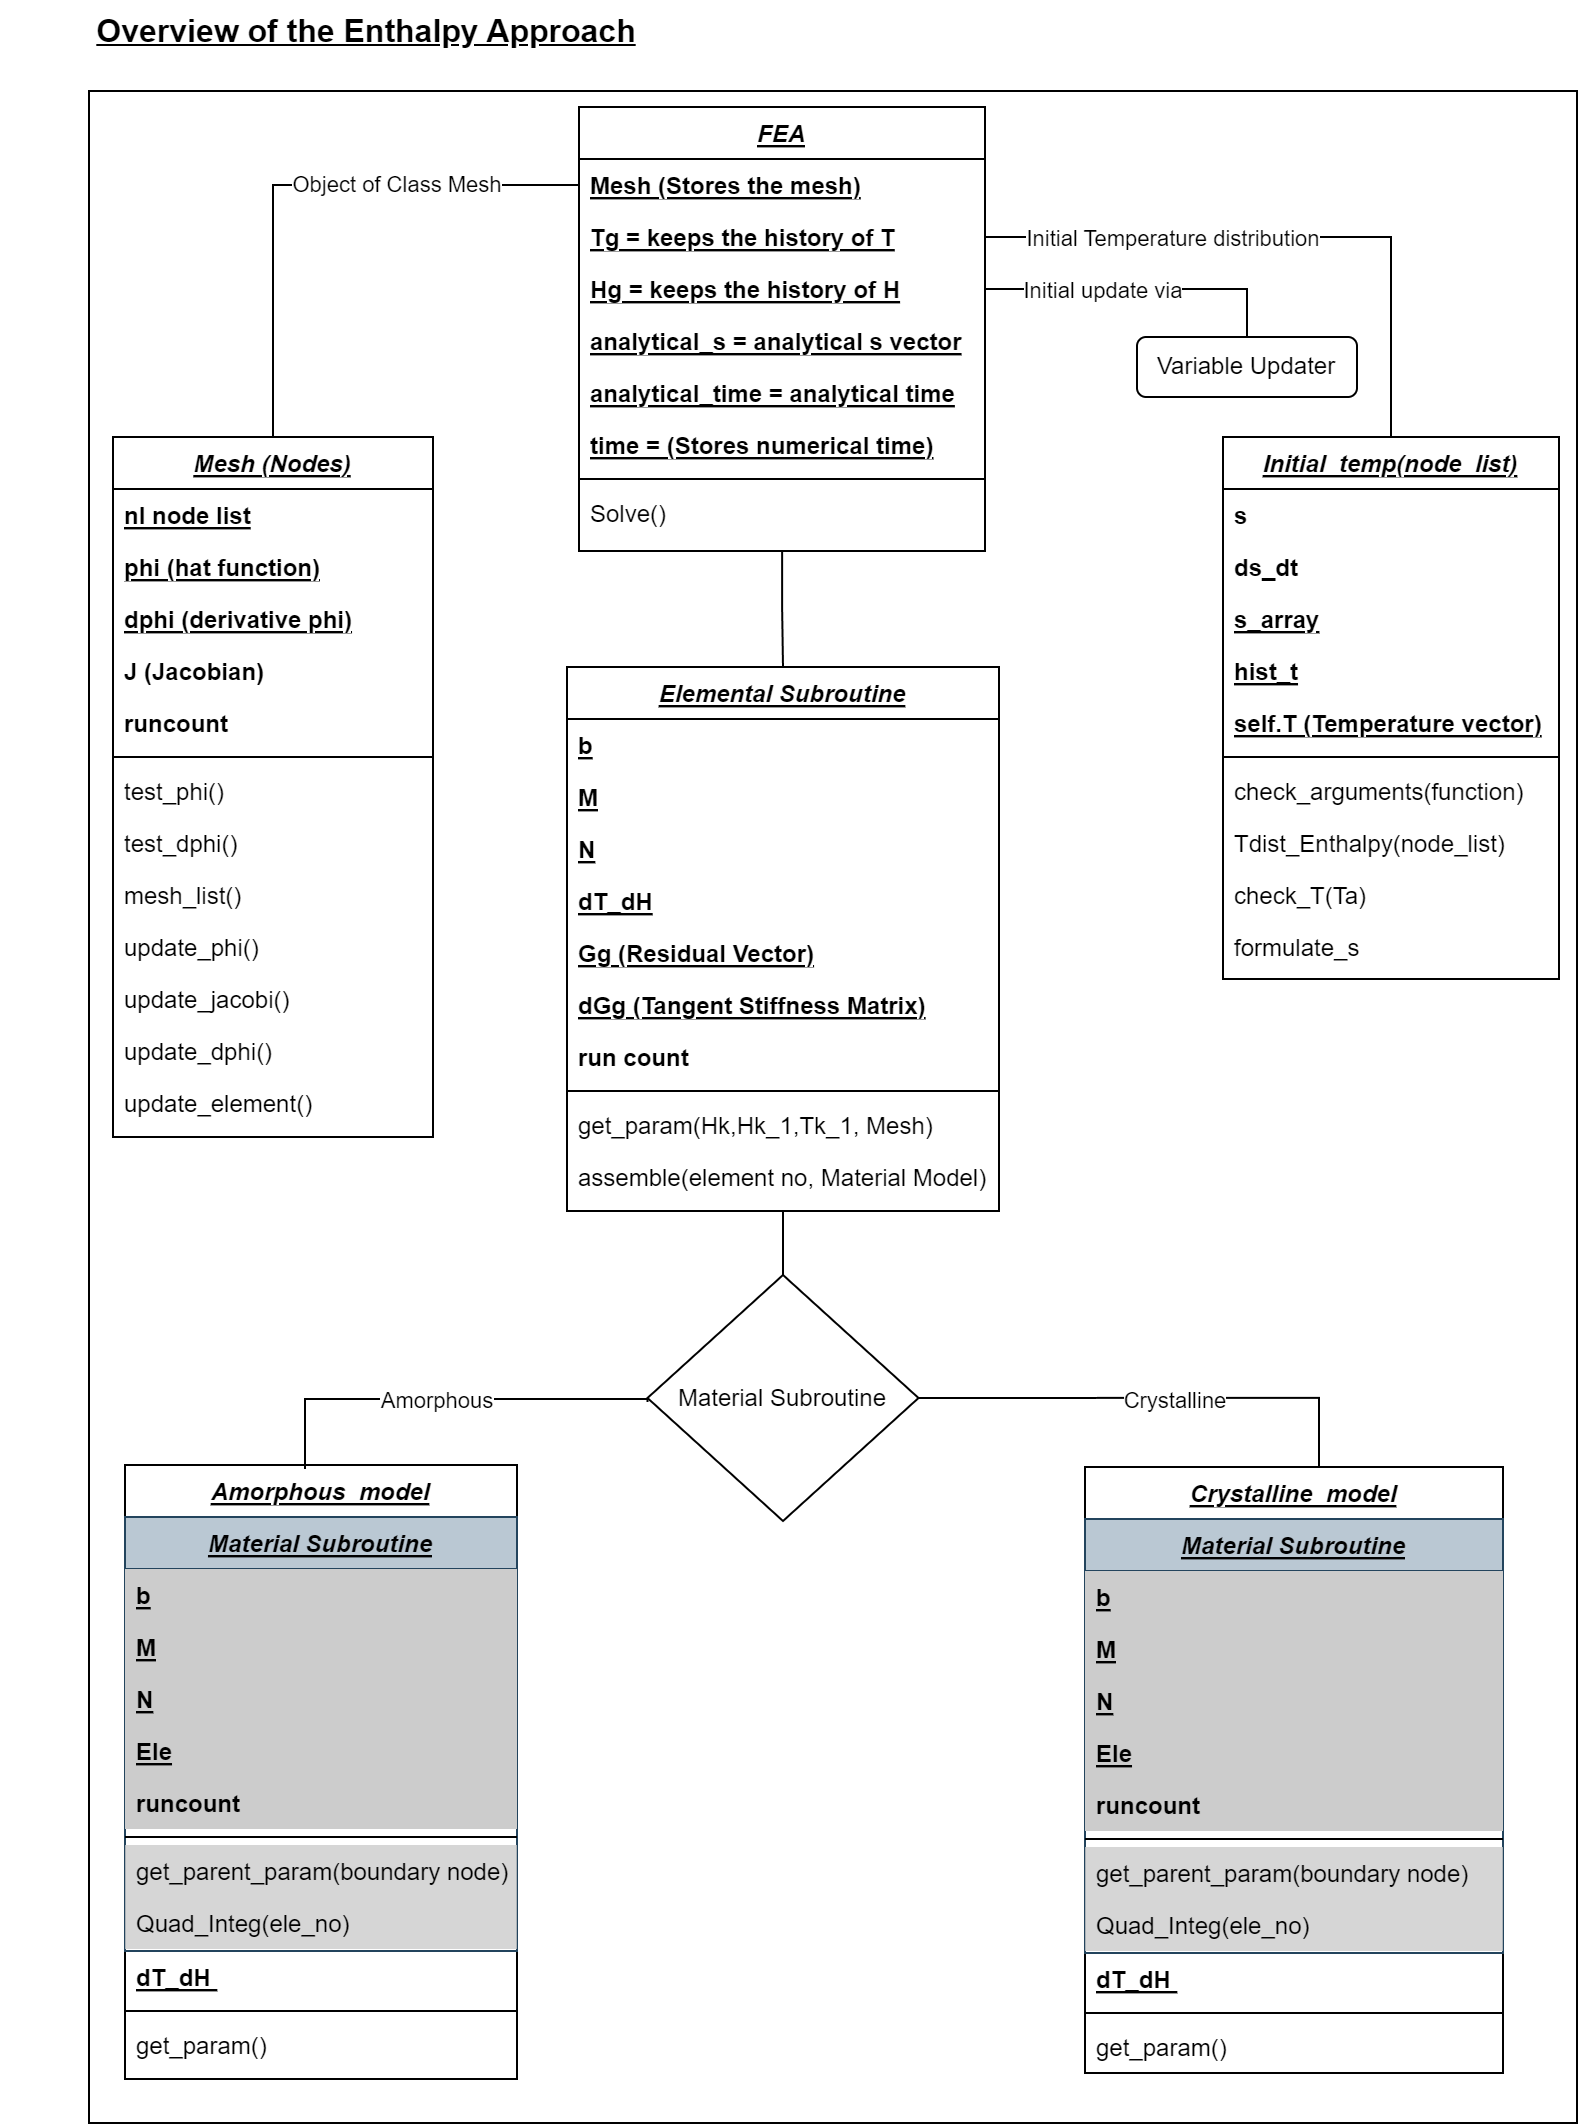 Overview of the Enthalpy Approach
FEA
Mesh (Stores the mesh)
Tg = keeps the history of T
Hg = keeps the history of H
analytical_s = analytical s vector
analytical_time = analytical time
time = (Stores numerical time)
Solve()
Object of Class Mesh
Initial Temperature distribution
Initial update via
Variable Updater
Mesh (Nodes)
nl node list
phi (hat function)
dphi (derivative phi)
J (Jacobian)
runcount
test_phi()
test_dphi()
mesh_list()
update_phi()
update_jacobi()
update_dphi()
update_element()
Initial_temp(node_list)
s
ds_dt
s_array
hist_t
self.T (Temperature vector)
check_arguments(function)
Tdist_Enthalpy(node_list)
check_T(Ta)
formulate_s
Elemental Subroutine
b
M
N
dT_dH
Gg (Residual Vector)
dGg (Tangent Stiffness Matrix)
run count
get_param(Hk,Hk_1,Tk_1, Mesh)
assemble(element no, Material Model)
Material Subroutine
Amorphous
Crystalline
Amorphous_model
Material Subroutine
b
M
N
Ele
runcount
get_parent_param(boundary node)
Quad_Integ(ele_no)
dT_dH
get_param()
Crystalline_model
Material Subroutine
b
M
N
Ele
runcount
get_parent_param(boundary node)
Quad_Integ(ele_no)
dT_dH
get_param()